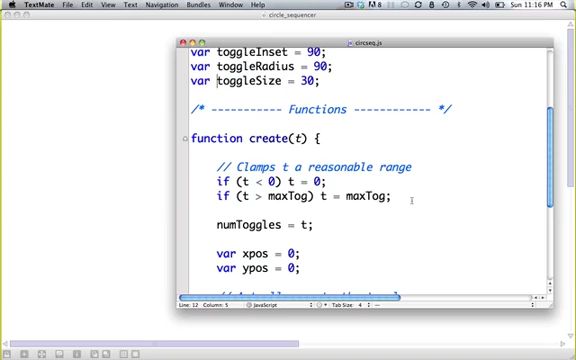 TextMate File Edit View Text Navigation Bundles Window Help 8 Sun 11:16 PM
circle_sequencer
circseq.js
var toggleInset = 90;
var toggleRadius = 90;
var toggleSize = 30;
/* ----------- Functions ------------ */
function create(t) {
// Clamps t a reasonable range
if (t < 0) t = 0;
if (t > maxTog) t = maxTog;
numToggles = t;
var xpos = 0;
var ypos = 0;
Line: 12 Column: 5 JavaScript Tab Size: 4 —